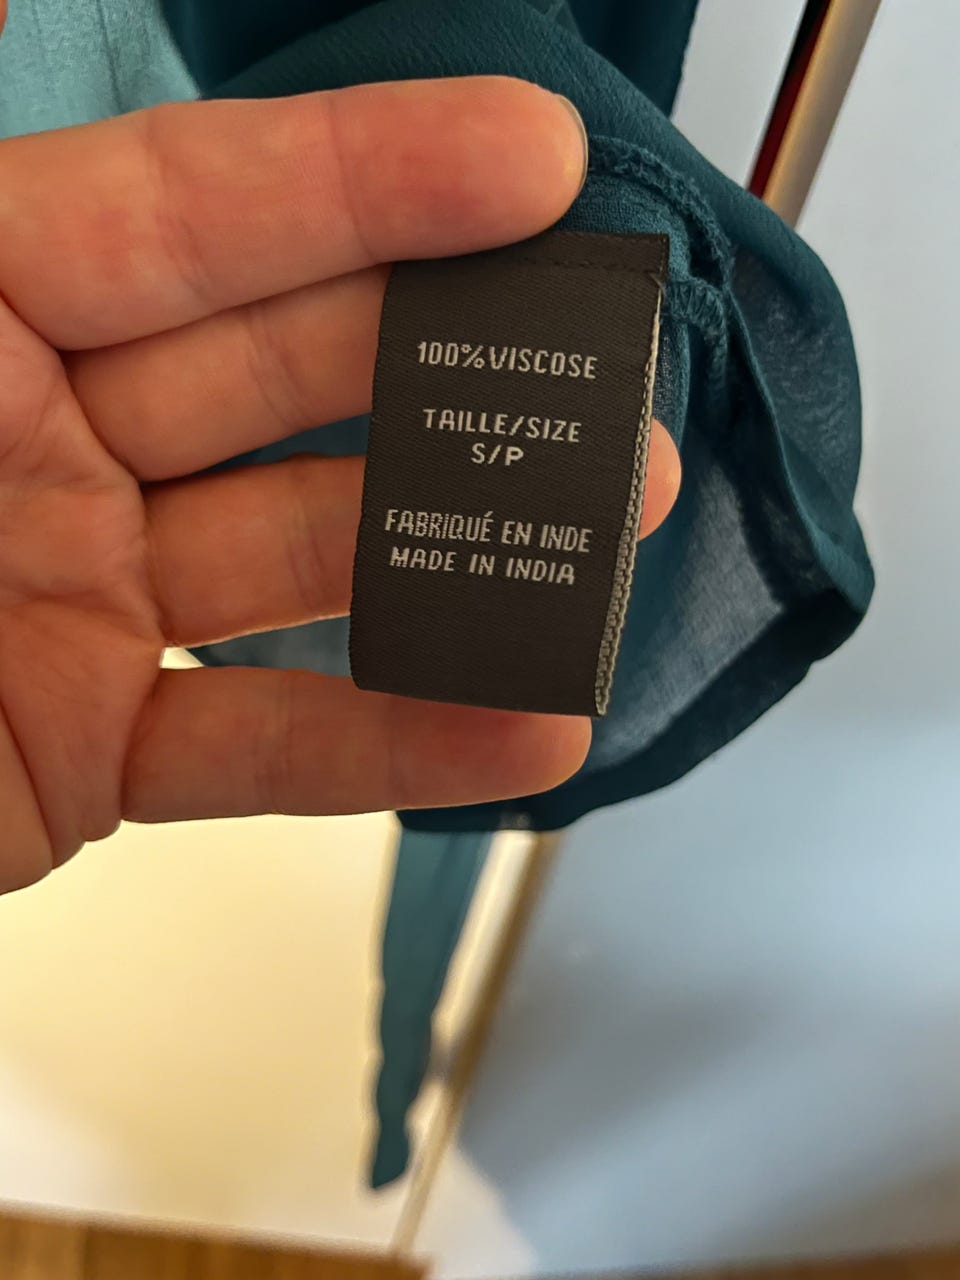 100% VISCOSE
TAILLE/SIZE
S/P
FABRIQUÉ EN INDE
MADE IN INDIA